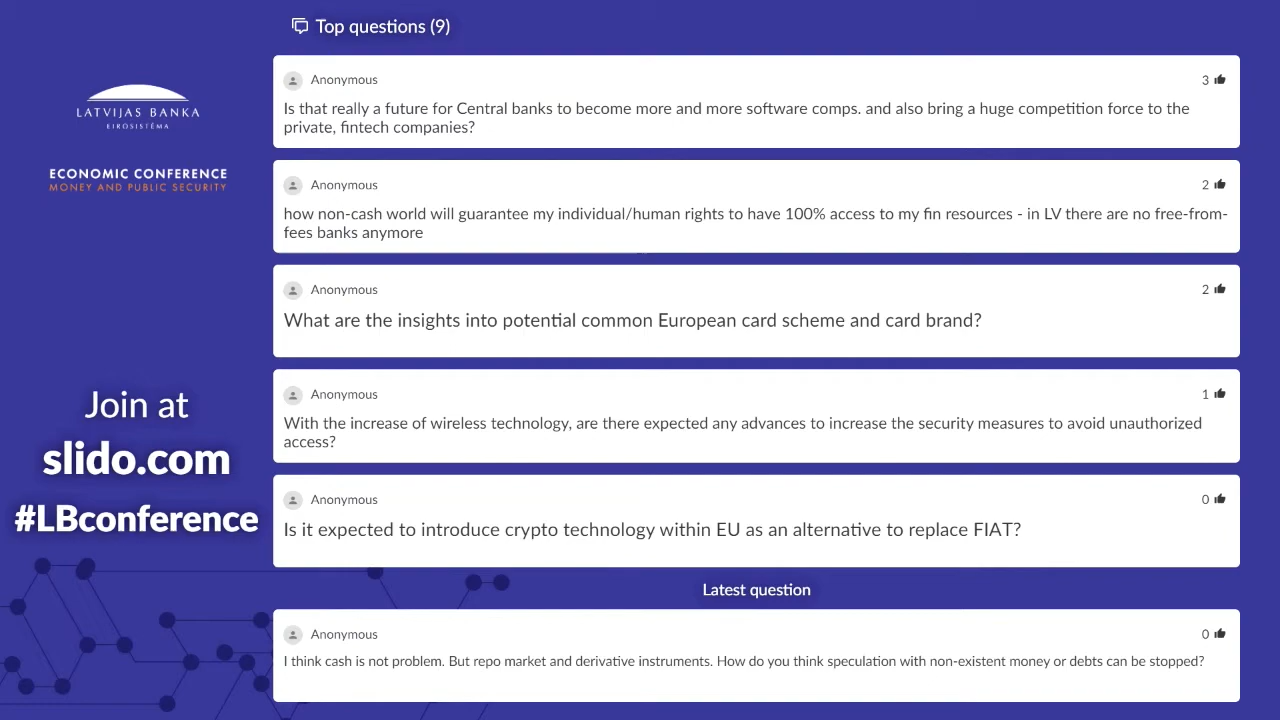 Top questions (9)
LATVIJAS BANKA
EIROSISTĒMA
ECONOMIC CONFERENCE
MONEY AND PUBLIC SECURITY
Join at
slido.com
#LBconference
Anonymous
3
Is that really a future for Central banks to become more and more software comps. and also bring a huge competition force to the
private, fintech companies?
Anonymous
2
how non-cash world will guarantee my individual/human rights to have 100% access to my fin resources - in LV there are no free-from-
fees banks anymore
Anonymous
2
What are the insights into potential common European card scheme and card brand?
Anonymous
1
With the increase of wireless technology, are there expected any advances to increase the security measures to avoid unauthorized
access?
Anonymous
0
Is it expected to introduce crypto technology within EU as an alternative to replace FIAT?
Latest question
Anonymous
0
I think cash is not problem. But repo market and derivative instruments. How do you think speculation with non-existent money or debts can be stopped?